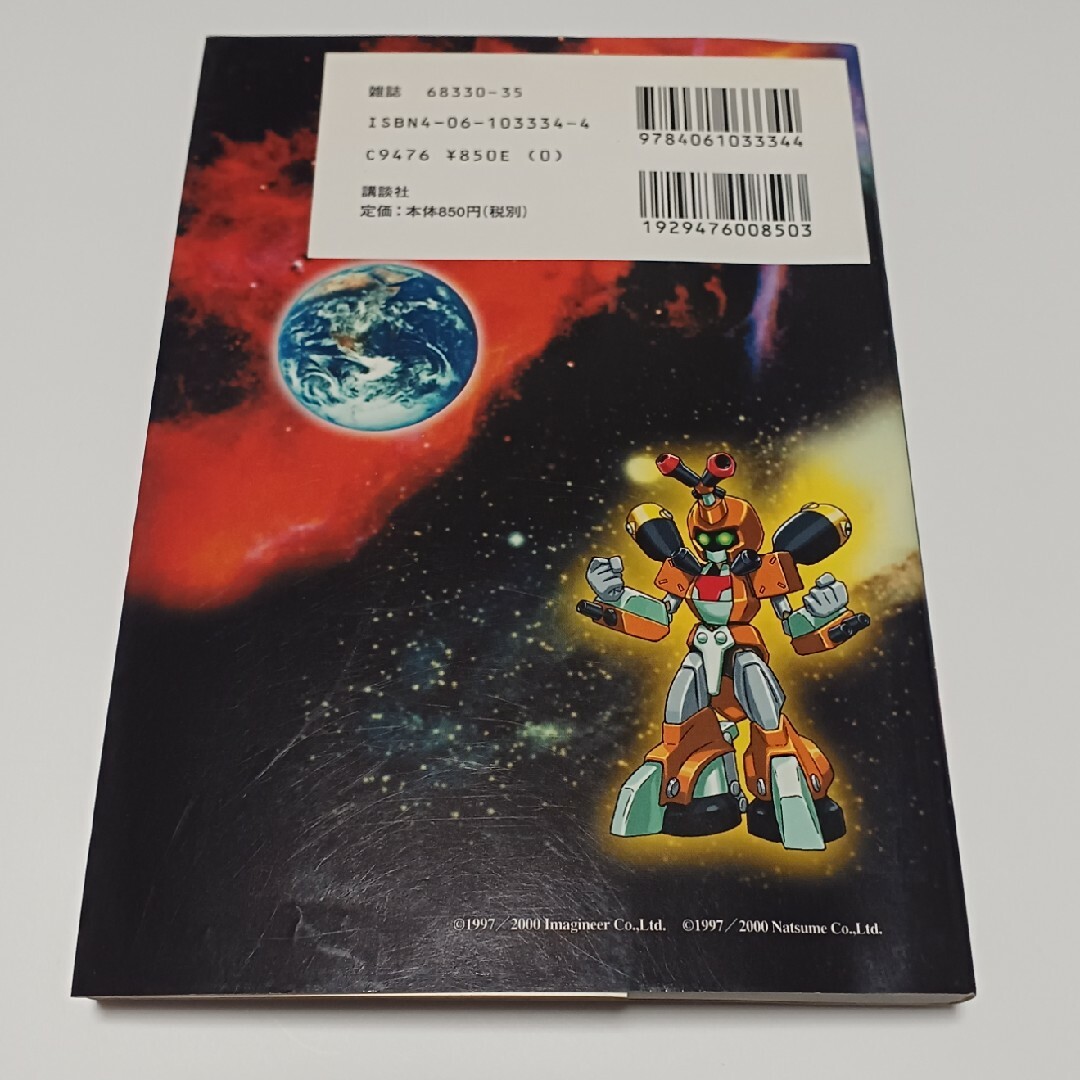 雑誌 68330-35
ISBN4-06-103334-4
C9476 ¥850E (0)
講談社
定価：本体850円(税別)
9784061033344
1929476008503
©1997／2000 Imagineer Co.,Ltd. ©1997／2000 Natsume Co.,Ltd.